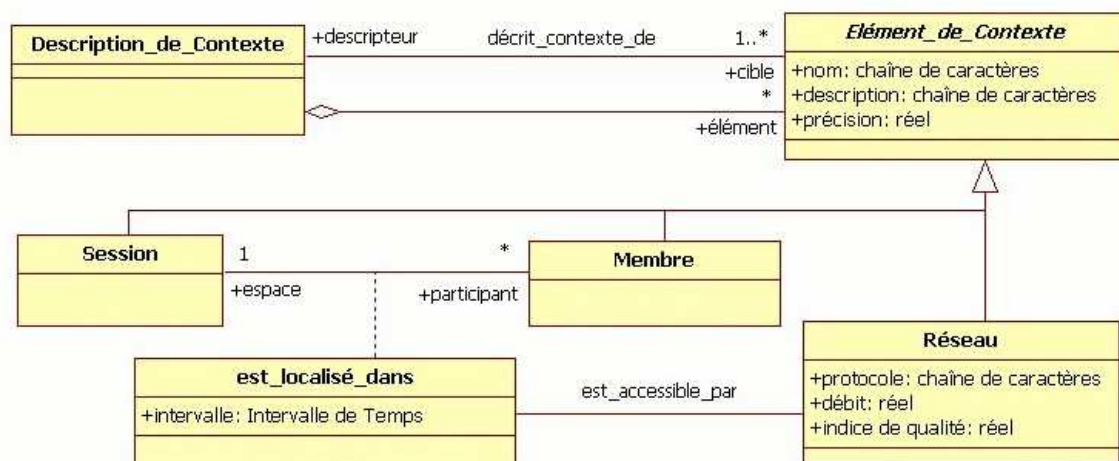 Description_de_Contexte
+descripteur
décrit_contexte_de
1..*
+cible
*
+élément
Elément_de_Contexte
+nom: chaîne de caractères
+description: chaîne de caractères
+précision: réel
Session
1
+espace
*
+participant
Membre
est_localisé_dans
+intervalle: Intervalle de Temps
est_accessible_par
Réseau
+protocole: chaîne de caractères
+débit: réel
+indice de qualité: réel